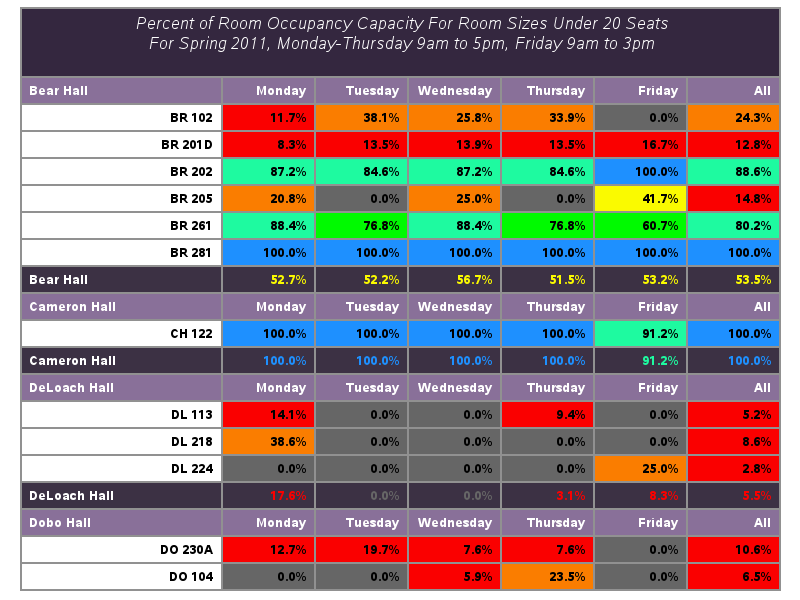 Percent of Room Occupancy Capacity For Room Sizes Under 20 Seats
For Spring 2011, Monday-Thursday 9am to 5pm, Friday 9am to 3pm
Bear Hall Monday Tuesday Wednesday Thursday Friday All
BR 102 11.7% 38.1% 25.8% 33.9% 0.0% 24.3%
BR 201D 8.3% 13.5% 13.9% 13.5% 16.7% 12.8%
BR 202 87.2% 84.6% 87.2% 84.6% 100.0% 88.6%
BR 205 20.8% 0.0% 25.0% 0.0% 41.7% 14.8%
BR 261 88.4% 76.8% 88.4% 76.8% 60.7% 80.2%
BR 281 100.0% 100.0% 100.0% 100.0% 100.0% 100.0%
Bear Hall 52.7% 52.2% 56.7% 51.5% 53.2% 53.5%
Cameron Hall Monday Tuesday Wednesday Thursday Friday All
CH 122 100.0% 100.0% 100.0% 100.0% 91.2% 100.0%
Cameron Hall 100.0% 100.0% 100.0% 100.0% 91.2% 100.0%
DeLoach Hall Monday Tuesday Wednesday Thursday Friday All
DL 113 14.1% 0.0% 0.0% 9.4% 0.0% 5.2%
DL 218 38.6% 0.0% 0.0% 0.0% 0.0% 8.6%
DL 224 0.0% 0.0% 0.0% 0.0% 25.0% 2.8%
DeLoach Hall 17.6% 0.0% 0.0% 3.1% 8.3% 5.5%
Dobo Hall Monday Tuesday Wednesday Thursday Friday All
DO 230A 12.7% 19.7% 7.6% 7.6% 0.0% 10.6%
DO 104 0.0% 0.0% 5.9% 23.5% 0.0% 6.5%